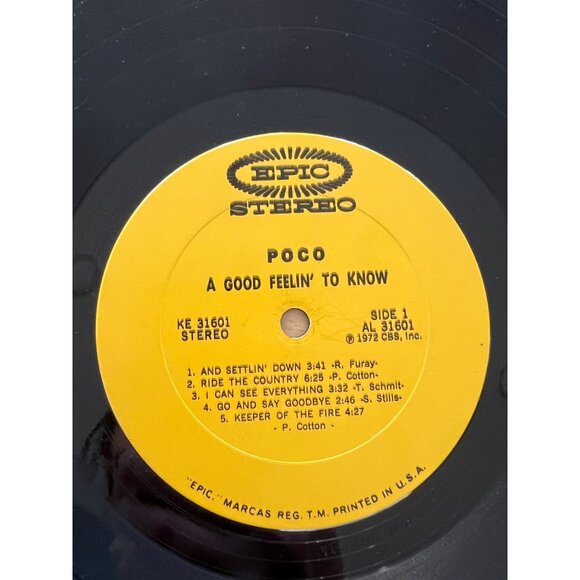 EPIC
STEREO
POCO
A GOOD FEELIN' TO KNOW
KE 31601
STEREO
SIDE 1
AL 31601
℗ 1972 CBS, Inc.
1. AND SETTLIN' DOWN 3:41 -R. Furay-
2. RIDE THE COUNTRY 6:25 -P. Cotton-
3. I CAN SEE EVERYTHING 3:32 -T. Schmit-
4. GO AND SAY GOODBYE 2:46 -S. Stills-
5. KEEPER OF THE FIRE 4:27
- P. Cotton -
"EPIC," MARCAS REG. T.M. PRINTED IN U.S.A.